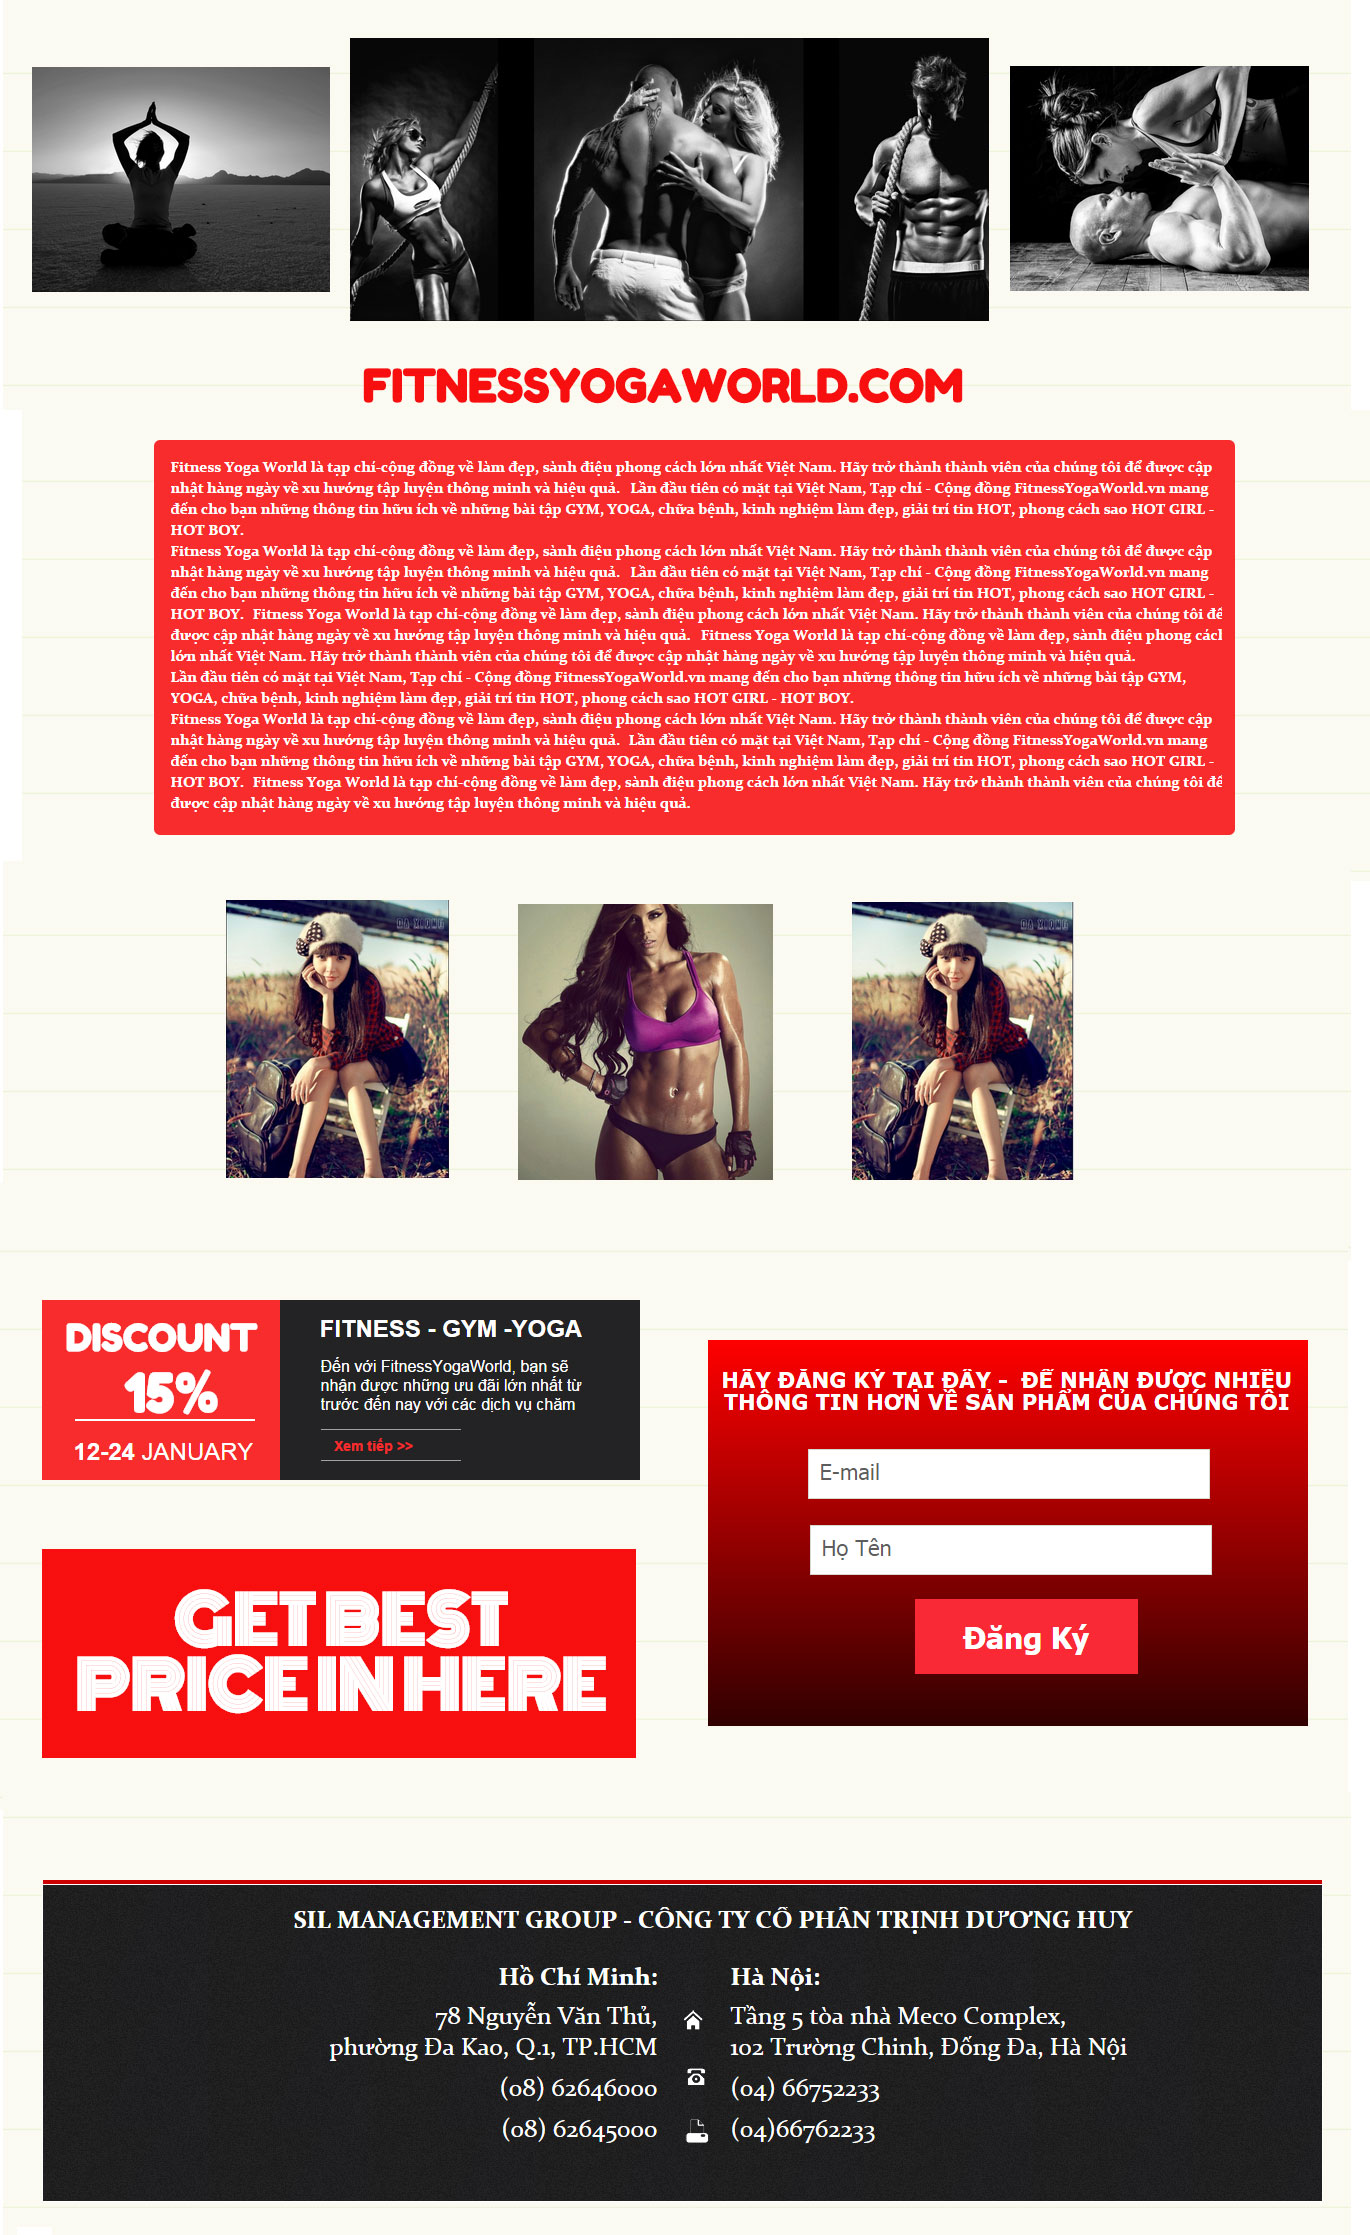 FITNESSYOGAWORLD.COM
Fitness Yoga World là tạp chí-cộng đồng về làm đẹp, sành điệu phong cách lớn nhất Việt Nam. Hãy trở thành thành viên của chúng tôi để được cập
nhật hàng ngày về xu hướng tập luyện thông minh và hiệu quả. Lần đầu tiên có mặt tại Việt Nam, Tạp chí - Cộng đồng FitnessYogaWorld.vn mang
đến cho bạn những thông tin hữu ích về những bài tập GYM, YOGA, chữa bệnh, kinh nghiệm làm đẹp, giải trí tin HOT, phong cách sao HOT GIRL -
HOT BOY.
Fitness Yoga World là tạp chí-cộng đồng về làm đẹp, sành điệu phong cách lớn nhất Việt Nam. Hãy trở thành thành viên của chúng tôi để được cập
nhật hàng ngày về xu hướng tập luyện thông minh và hiệu quả. Lần đầu tiên có mặt tại Việt Nam, Tạp chí - Cộng đồng FitnessYogaWorld.vn mang
đến cho bạn những thông tin hữu ích về những bài tập GYM, YOGA, chữa bệnh, kinh nghiệm làm đẹp, giải trí tin HOT, phong cách sao HOT GIRL -
HOT BOY. Fitness Yoga World là tạp chí-cộng đồng về làm đẹp, sành điệu phong cách lớn nhất Việt Nam. Hãy trở thành thành viên của chúng tôi để
được cập nhật hàng ngày về xu hướng tập luyện thông minh và hiệu quả. Fitness Yoga World là tạp chí-cộng đồng về làm đẹp, sành điệu phong cách
lớn nhất Việt Nam. Hãy trở thành thành viên của chúng tôi để được cập nhật hàng ngày về xu hướng tập luyện thông minh và hiệu quả.
Lần đầu tiên có mặt tại Việt Nam, Tạp chí - Cộng đồng FitnessYogaWorld.vn mang đến cho bạn những thông tin hữu ích về những bài tập GYM,
YOGA, chữa bệnh, kinh nghiệm làm đẹp, giải trí tin HOT, phong cách sao HOT GIRL - HOT BOY.
Fitness Yoga World là tạp chí-cộng đồng về làm đẹp, sành điệu phong cách lớn nhất Việt Nam. Hãy trở thành thành viên của chúng tôi để được cập
nhật hàng ngày về xu hướng tập luyện thông minh và hiệu quả. Lần đầu tiên có mặt tại Việt Nam, Tạp chí - Cộng đồng FitnessYogaWorld.vn mang
đến cho bạn những thông tin hữu ích về những bài tập GYM, YOGA, chữa bệnh, kinh nghiệm làm đẹp, giải trí tin HOT, phong cách sao HOT GIRL -
HOT BOY. Fitness Yoga World là tạp chí-cộng đồng về làm đẹp, sành điệu phong cách lớn nhất Việt Nam. Hãy trở thành thành viên của chúng tôi để
được cập nhật hàng ngày về xu hướng tập luyện thông minh và hiệu quả.
DISCOUNT
15%
12-24 JANUARY
FITNESS - GYM -YOGA
Đến với FitnessYogaWorld, bạn sẽ
nhận được những ưu đãi lớn nhất từ
trước đến nay với các dịch vụ chăm
Xem tiếp >>
GET BEST
PRICE IN HERE
HÃY ĐĂNG KÝ TẠI ĐÂY - ĐỂ NHẬN ĐƯỢC NHIỀU
THÔNG TIN HƠN VỀ SẢN PHẨM CỦA CHÚNG TÔI
E-mail
Họ Tên
Đăng Ký
SIL MANAGEMENT GROUP - CÔNG TY CỔ PHẦN TRỊNH DƯƠNG HUY
Hồ Chí Minh:
78 Nguyễn Văn Thủ,
phường Đa Kao, Q.1, TP.HCM
(08) 62646000
(08) 62645000
Hà Nội:
Tầng 5 tòa nhà Meco Complex,
102 Trường Chinh, Đống Đa, Hà Nội
(04) 66752233
(04)66762233